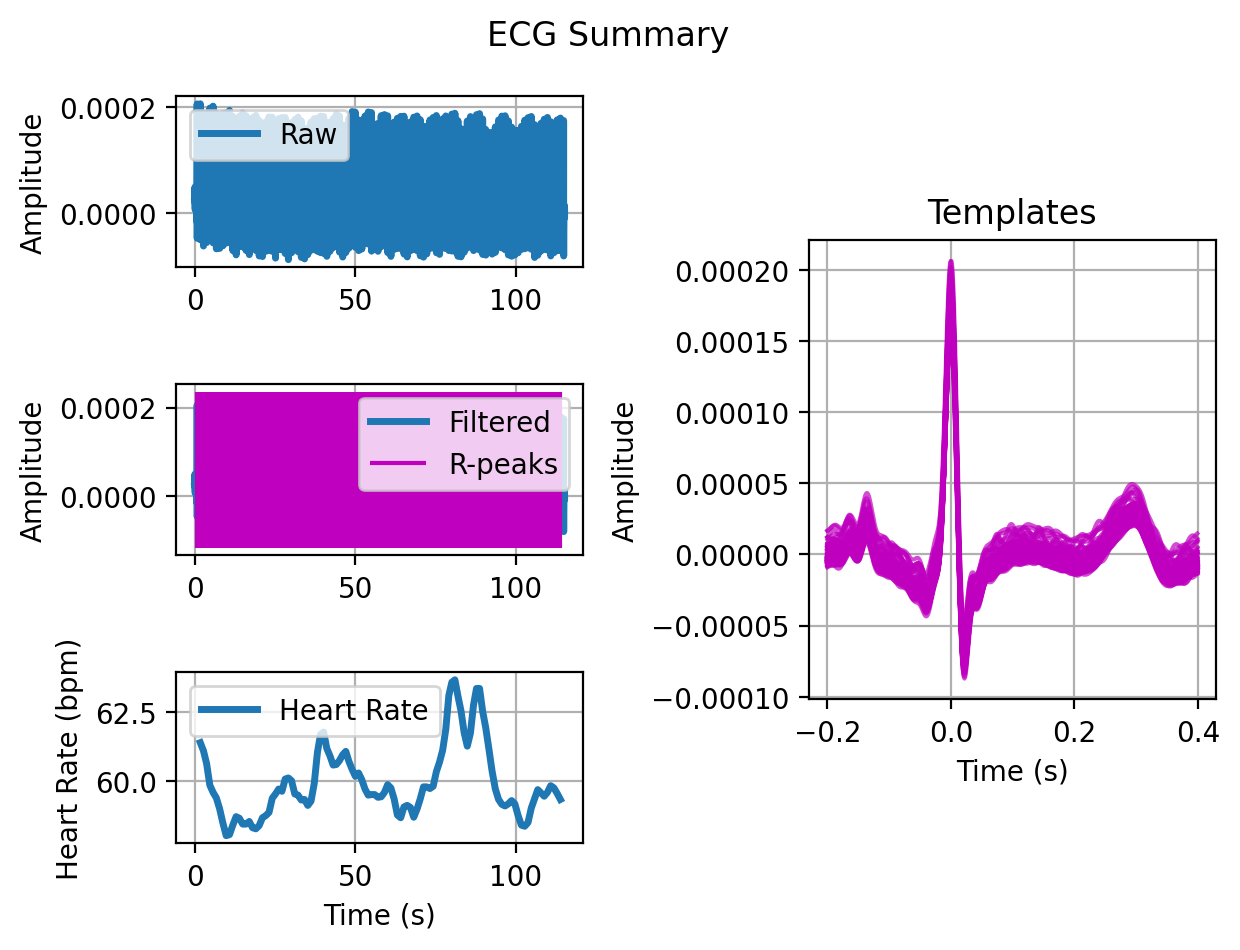 ECG Summary
Amplitude
0.0002
0.0000
Raw
0
50
100
Amplitude
0.0002
0.0000
Filtered
R-peaks
0
50
100
Heart Rate (bpm)
62.5
60.0
Heart Rate
0
50
100
Time (s)
Templates
Amplitude
0.00020
0.00015
0.00010
0.00005
0.00000
−0.00005
−0.00010
−0.2
0.0
0.2
0.4
Time (s)